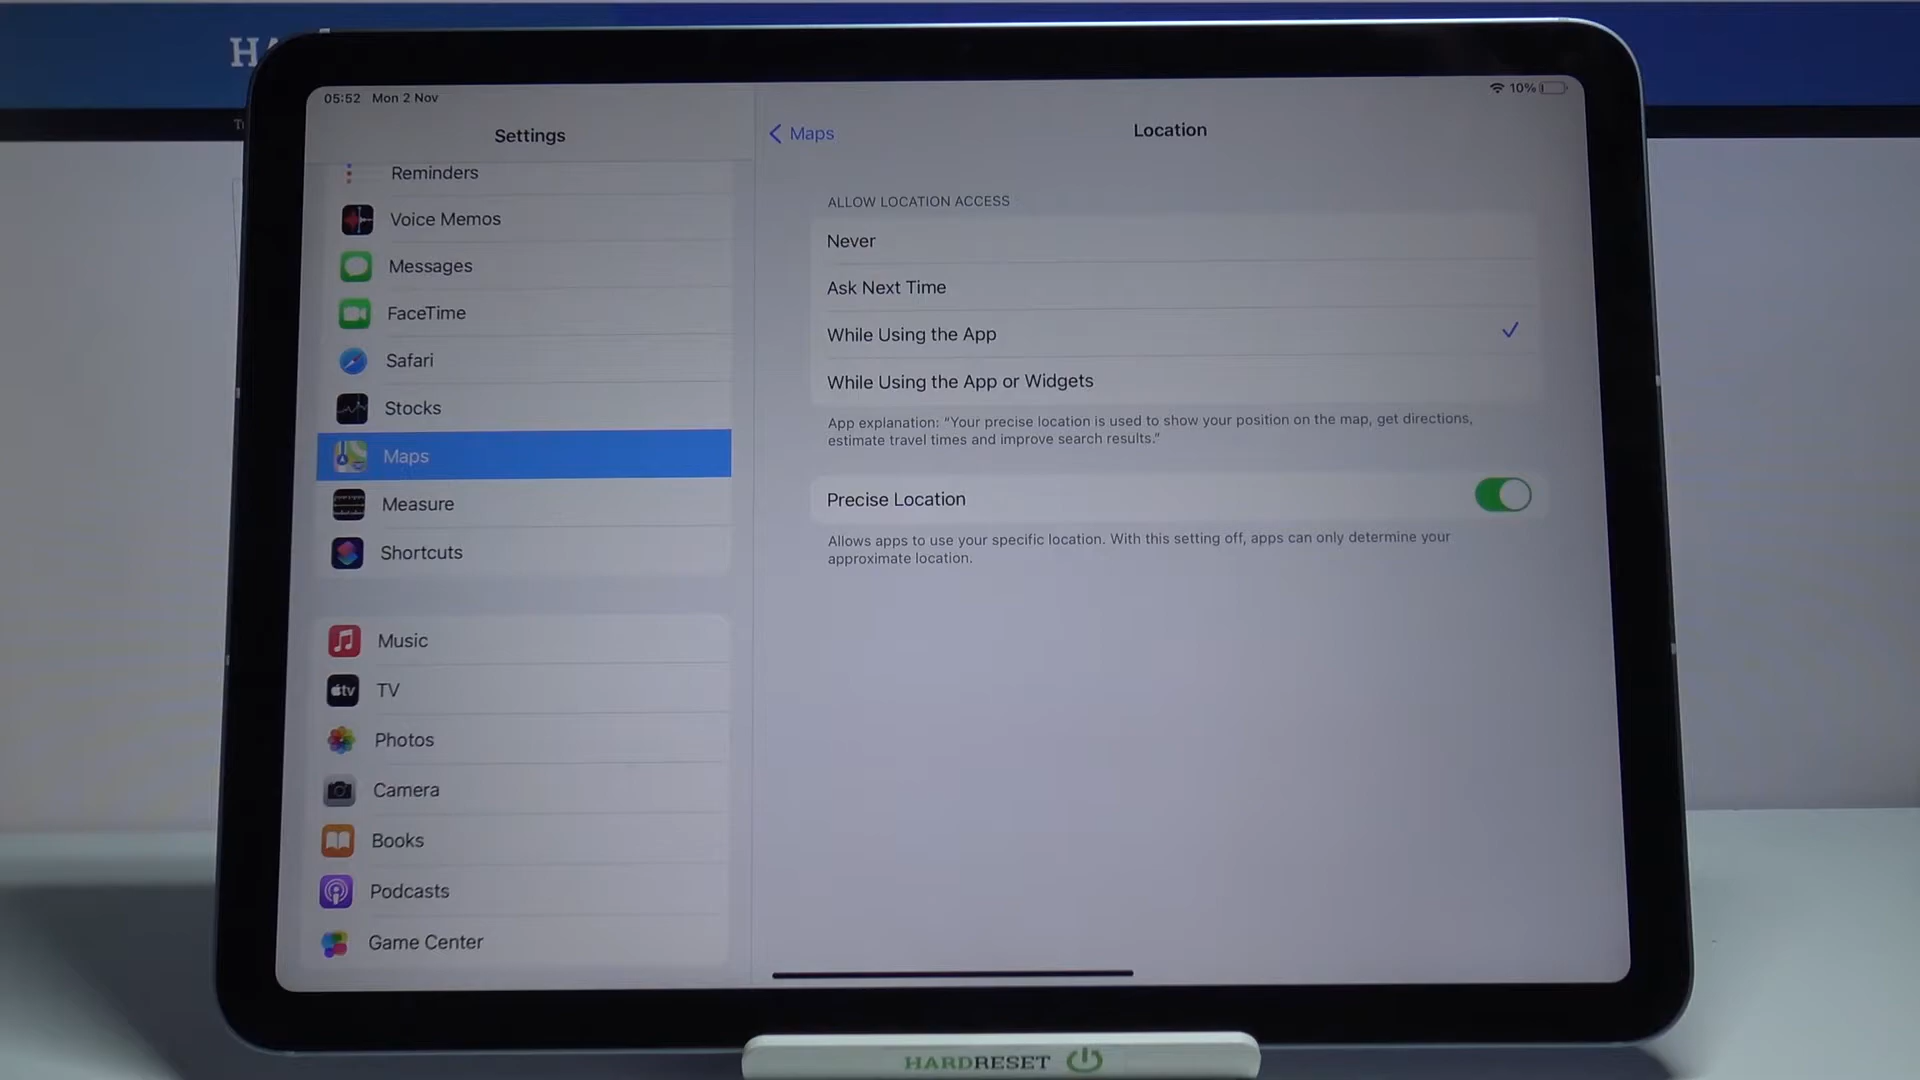 05:52 Mon 2 Nov
10%
Settings
Reminders
Voice Memos
Messages
FaceTime
Safari
Stocks
Maps
Measure
Shortcuts
Music
tv
TV
Photos
Camera
Books
Podcasts
Game Center
Maps
Location
ALLOW LOCATION ACCESS
Never
Ask Next Time
While Using the App
While Using the App or Widgets
App explanation: “Your precise location is used to show your position on the map, get directions,
estimate travel times and improve search results.”
Precise Location
Allows apps to use your specific location. With this setting off, apps can only determine your
approximate location.
HARDRESET